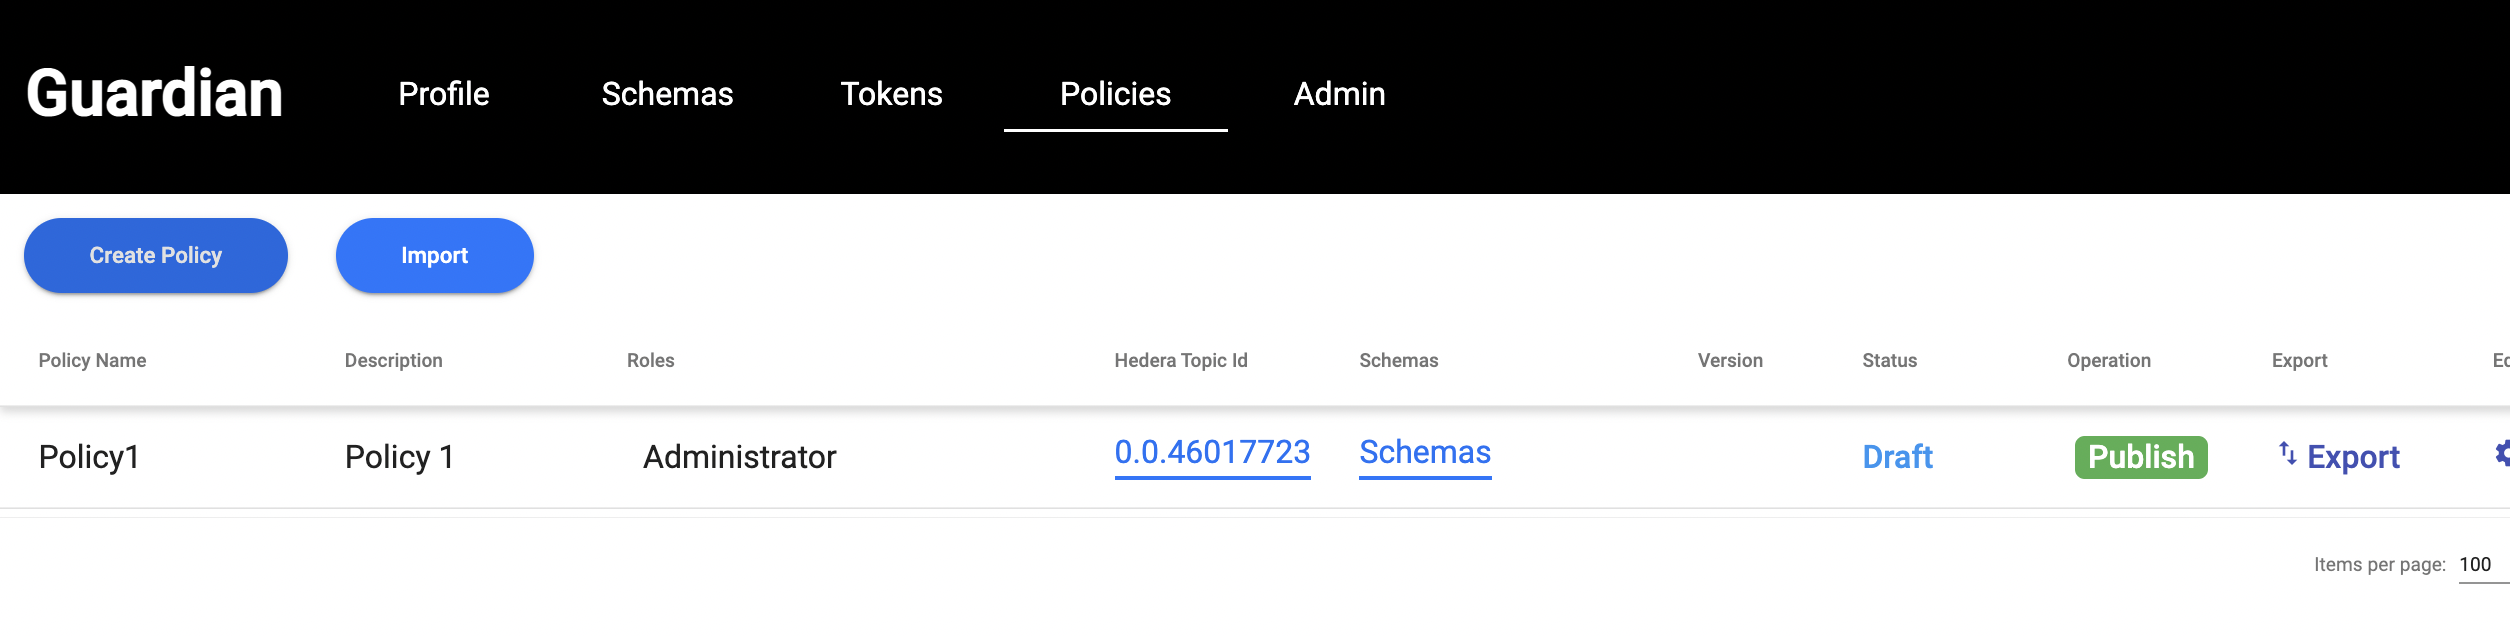 Guardian Profile Schemas Tokens Policies Admin
Create Policy Import
Policy Name Description Roles Hedera Topic Id Schemas Version Status Operation Export
Policy1 Policy 1 Administrator 0.0.46017723 Schemas Draft Publish Export
Items per page: 100